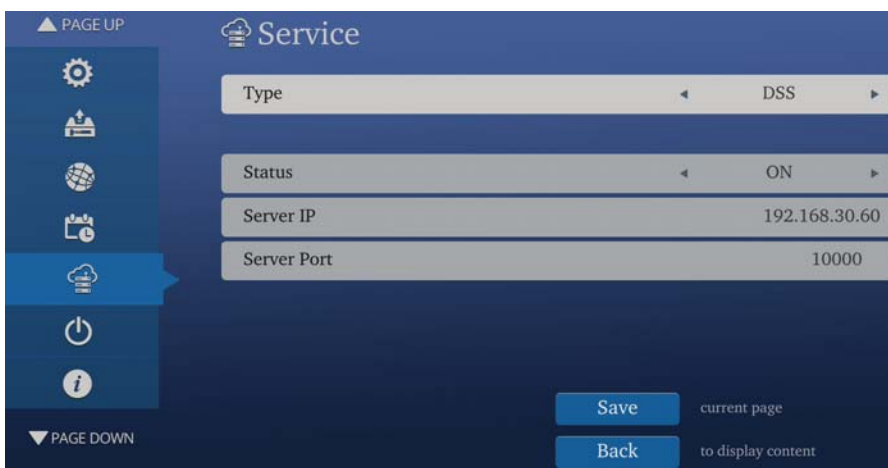 PAGE UP
Service
Type DSS
Status ON
Server IP 192.168.30.60
Server Port 10000
Save current page
Back to display content
PAGE DOWN